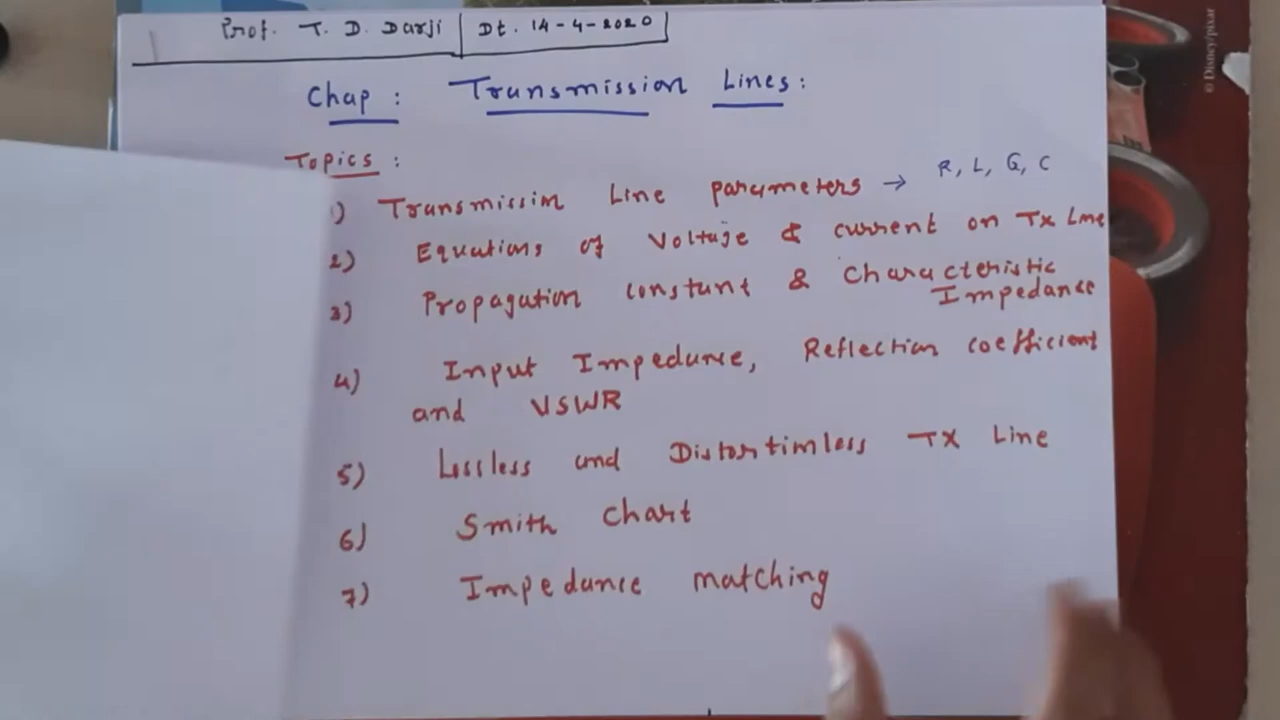 Prof. T. D. Darji | Dt. 14-4-2020
© Disney/pixar
Chap : Transmission Lines :
Topics :
1) Transmission Line parameters → R, L, G, C
2) Equations of Voltage & current on Tx Line
3) Propagation constant & Characteristic
Impedance
4) Input Impedance, Reflection coefficient
and VSWR
5) Lossless and Distortionless TX Line
6) Smith chart
7) Impedance matching